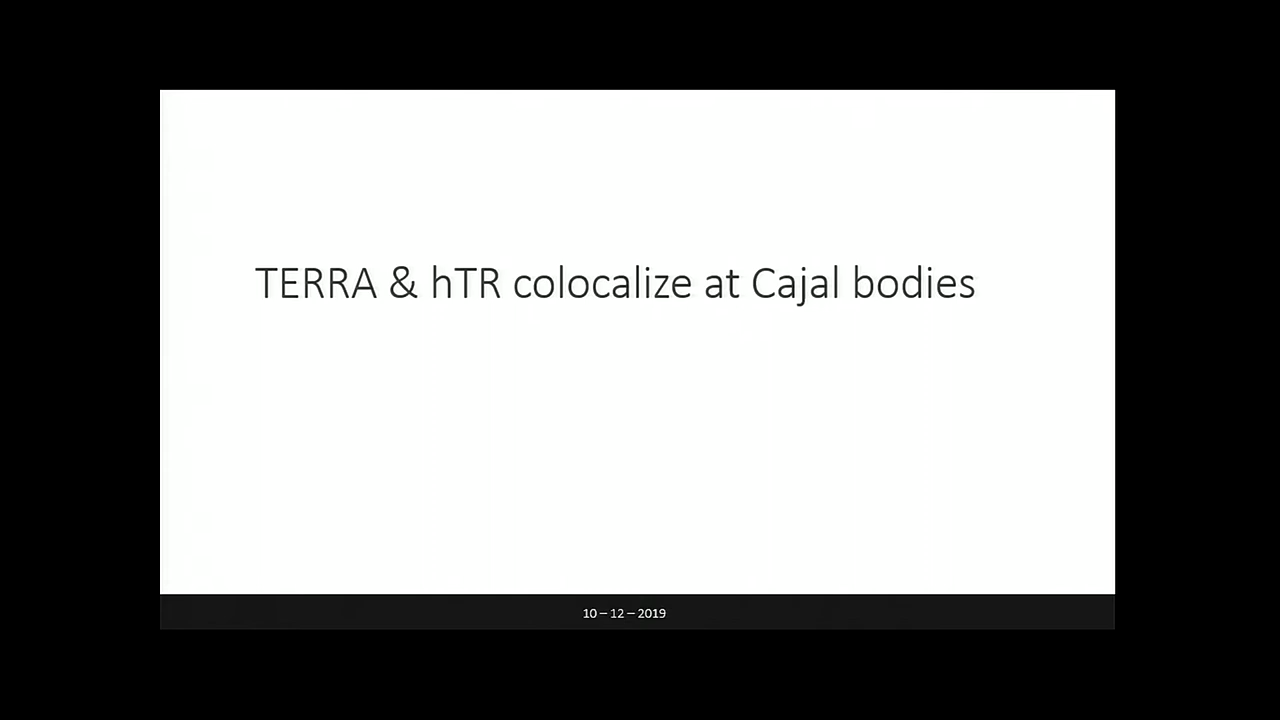 TERRA & hTR colocalize at Cajal bodies
10 – 12 – 2019